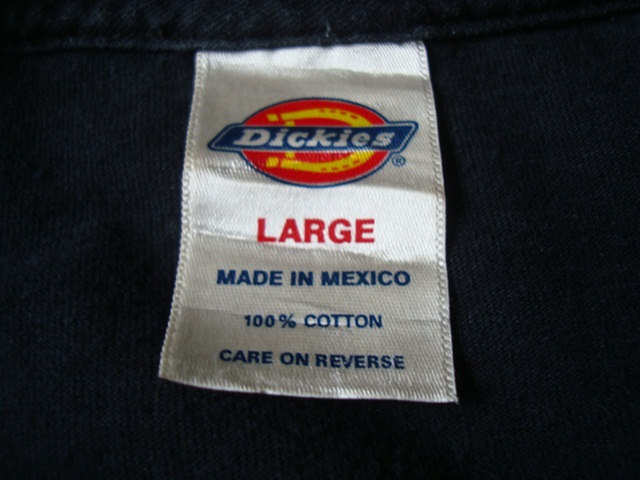 Dickies®
LARGE
MADE IN MEXICO
100% COTTON
CARE ON REVERSE